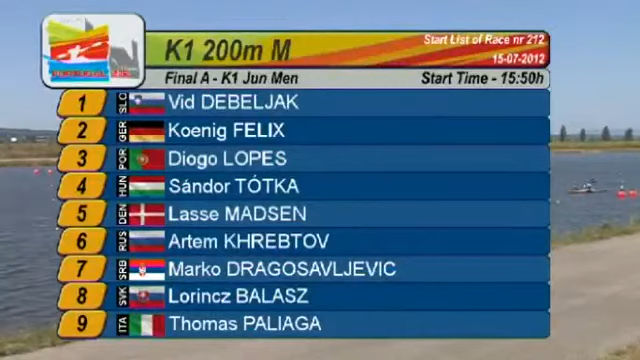 K1 200m M
Start List of Race nr 212
15-07-2012
Final A - K1 Jun Men
Start Time - 15:50h
1 SLO Vid DEBELJAK
2 GER Koenig FELIX
3 POR Diogo LOPES
4 HUN Sándor TÓTKA
5 DEN Lasse MADSEN
6 RUS Artem KHREBTOV
7 SRB Marko DRAGOSAVLJEVIC
8 SVK Lorincz BALASZ
9 ITA Thomas PALIAGA